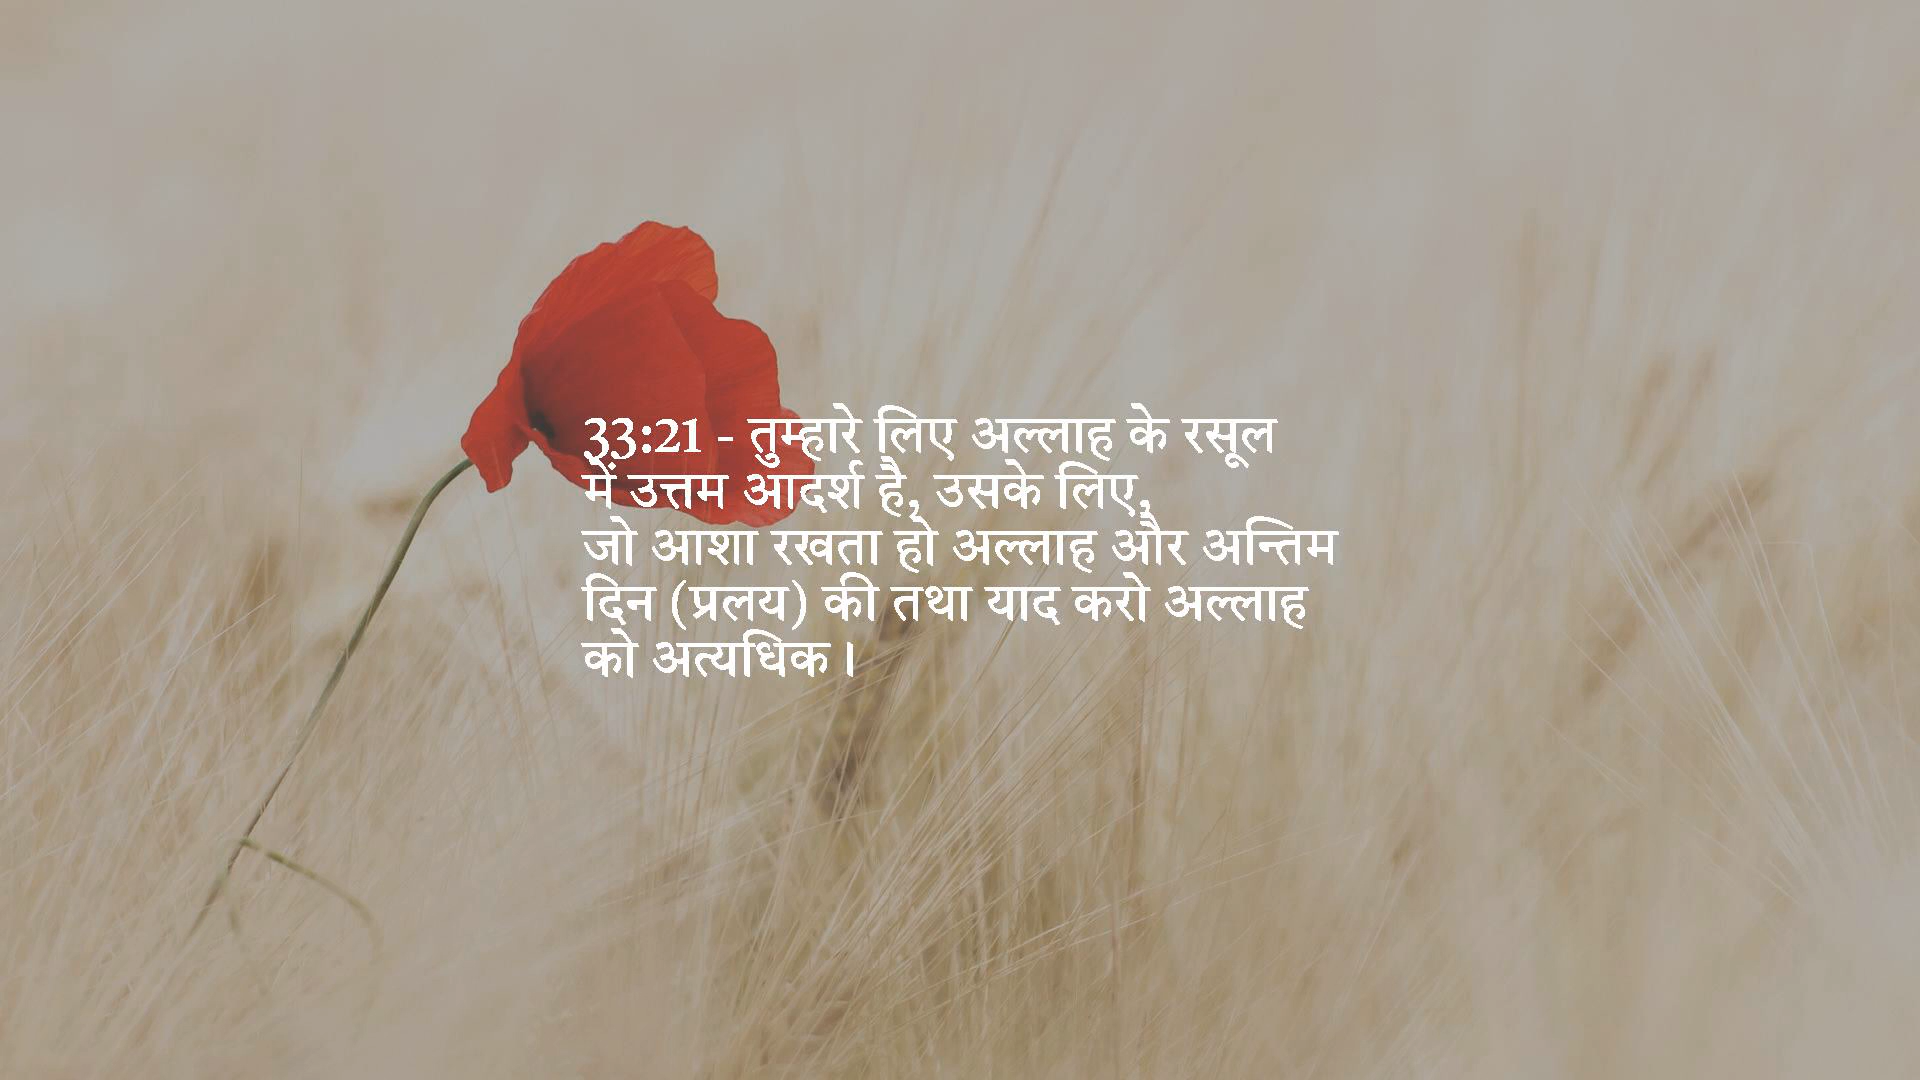 33:21 - तुम्हारे लिए अल्लाह के रसूल
में उत्तम आदर्श है, उसके लिए,
जो आशा रखता हो अल्लाह और अन्तिम
दिन (प्रलय) की तथा याद करो अल्लाह
को अत्यधिक।